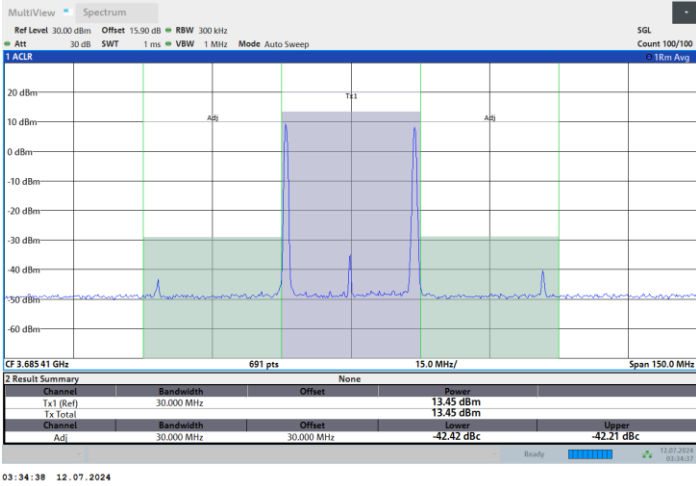 MultiView Spectrum
Ref Level 30.00 dBm Offset 15.90 dB RBW 300 kHz SGL
Att 30 dB SWT 1 ms VBW 1 MHz Mode Auto Sweep Count 100/100
1 ACLR 1Rm Avg
20 dBm
Tx1
10 dBm
Adj Adj
0 dBm
-10 dBm
-20 dBm
-30 dBm
-40 dBm
-50 dBm
-60 dBm
CF 3.685 41 GHz 691 pts 15.0 MHz/ Span 150.0 MHz
2 Result Summary None
Channel Bandwidth Offset Power
Tx1 (Ref) 30.000 MHz 13.45 dBm
Tx Total 13.45 dBm
Channel Bandwidth Offset Lower Upper
Adj 30.000 MHz 30.000 MHz -42.42 dBc -42.21 dBc
Ready 12.07.2024
03:34:37
03:34:38 12.07.2024